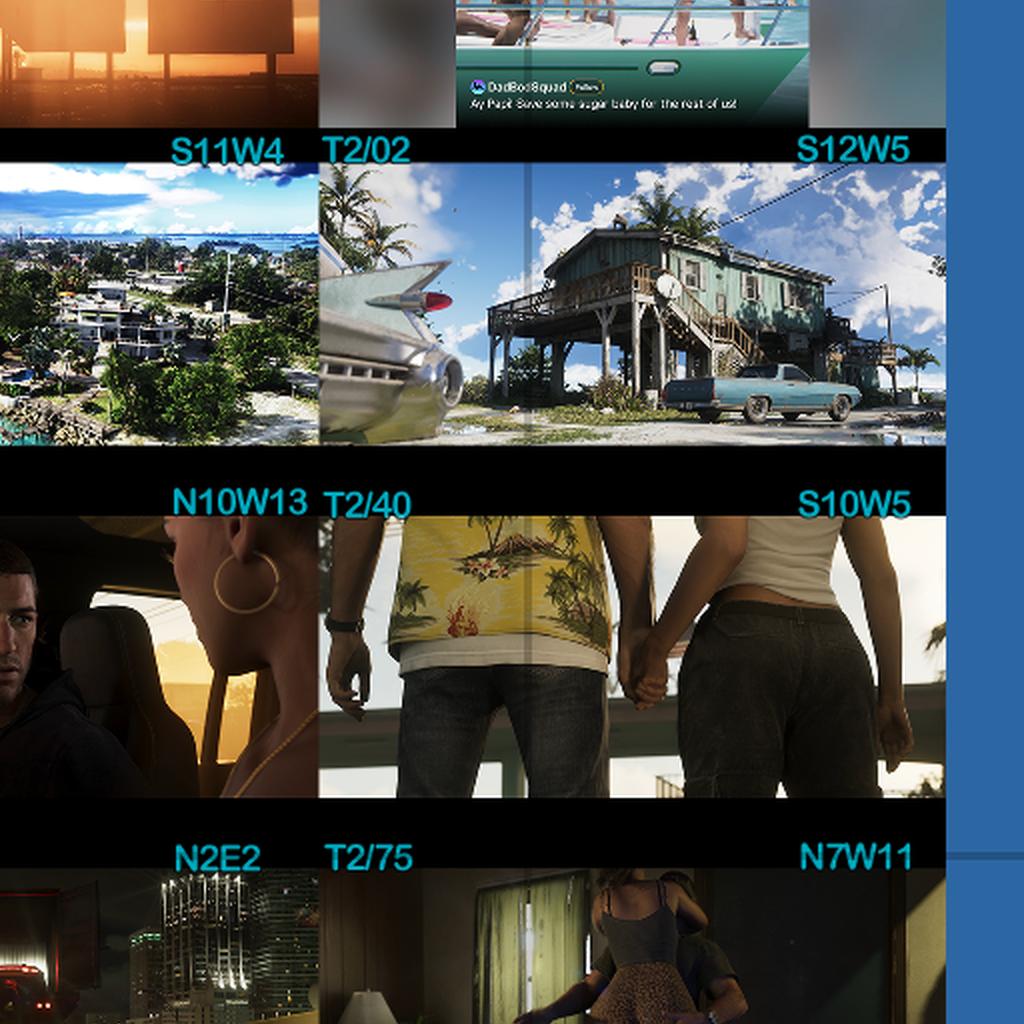 DadBodSquad Follow
Ay Papi! Save some sugar baby for the rest of us!
S11W4 T2/02 S12W5
N10W13 T2/40 S10W5
N2E2 T2/75 N7W11